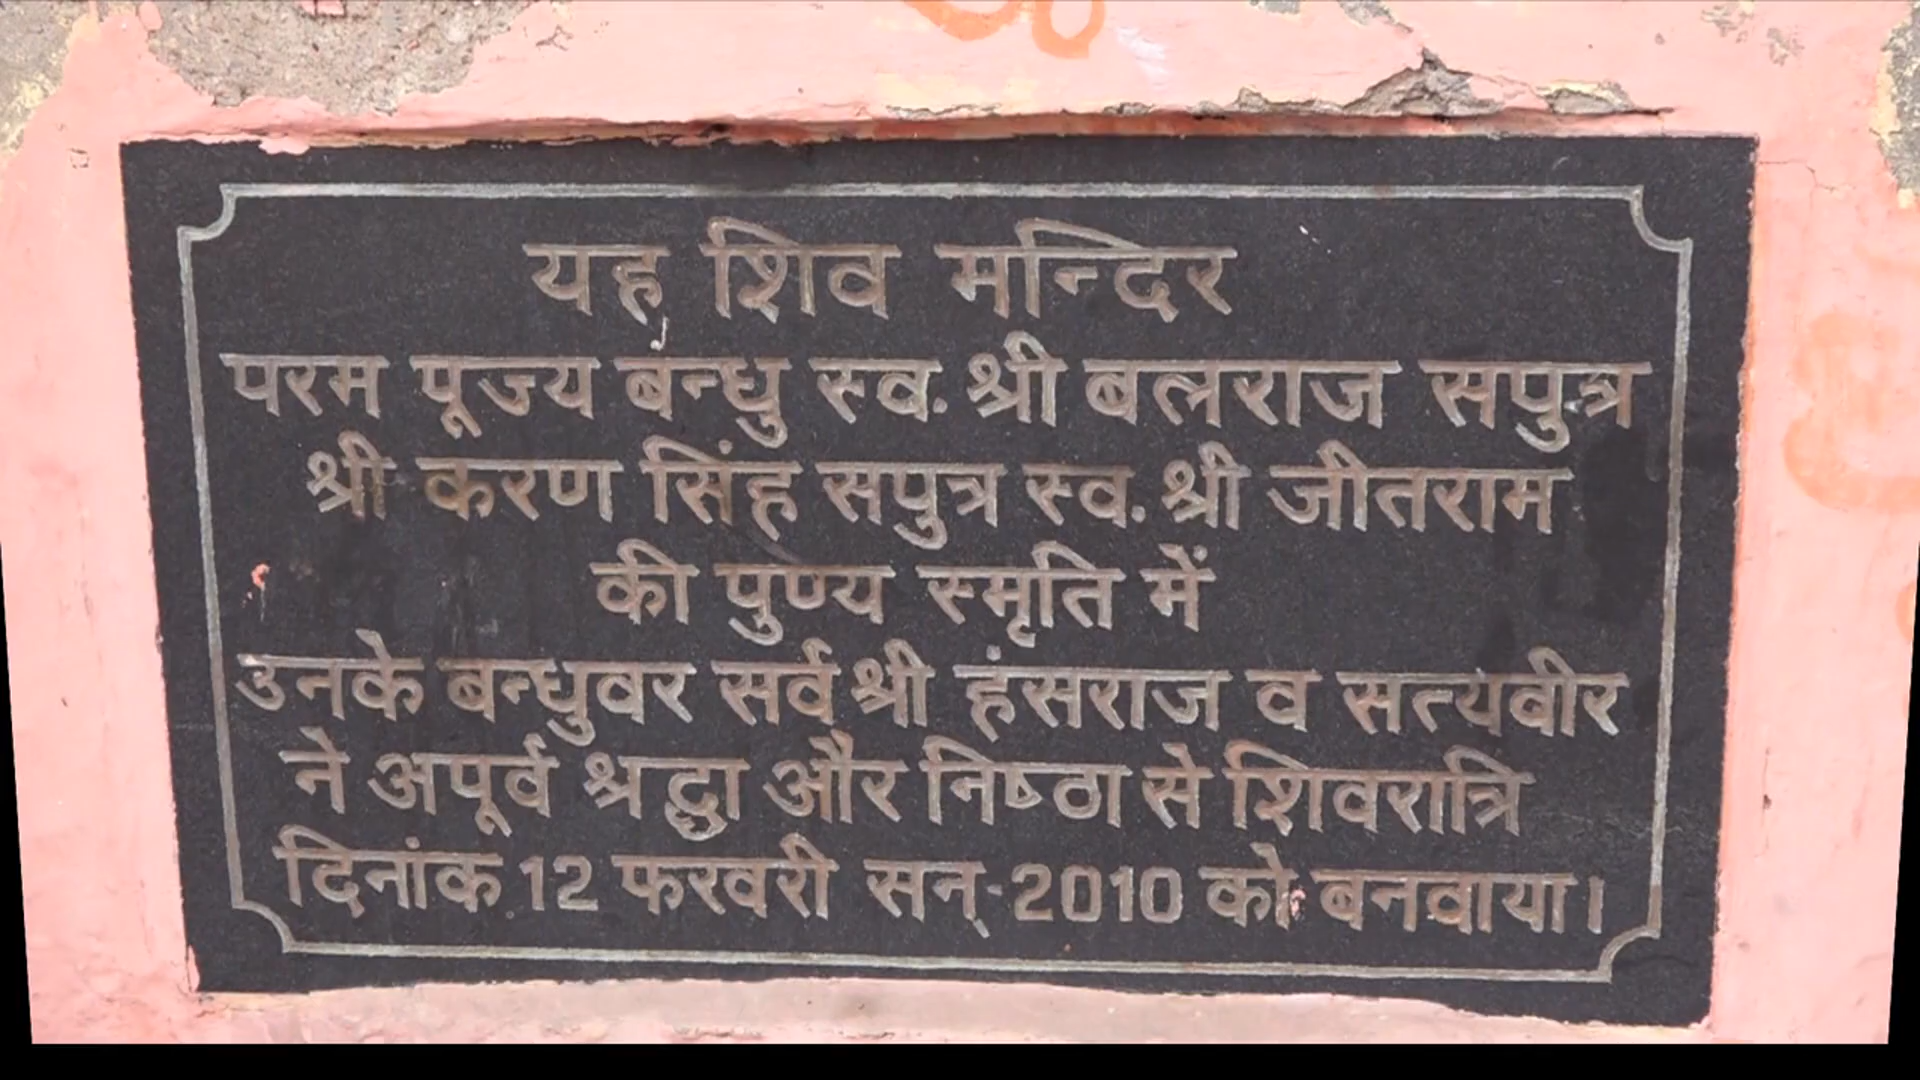 यह शिव मन्दिर
परम पूज्य बन्धु स्व. श्री बलराज सपुत्र
श्री करण सिंह सपुत्र स्व. श्री जीतराम
की पुण्य स्मृति में
उनके बन्धुवर सर्व श्री हंसराज व सत्यवीर
ने अपूर्व श्रद्धा और निष्ठा से शिवरात्रि
दिनांक 12 फरवरी सन्-2010 को बनवाया।